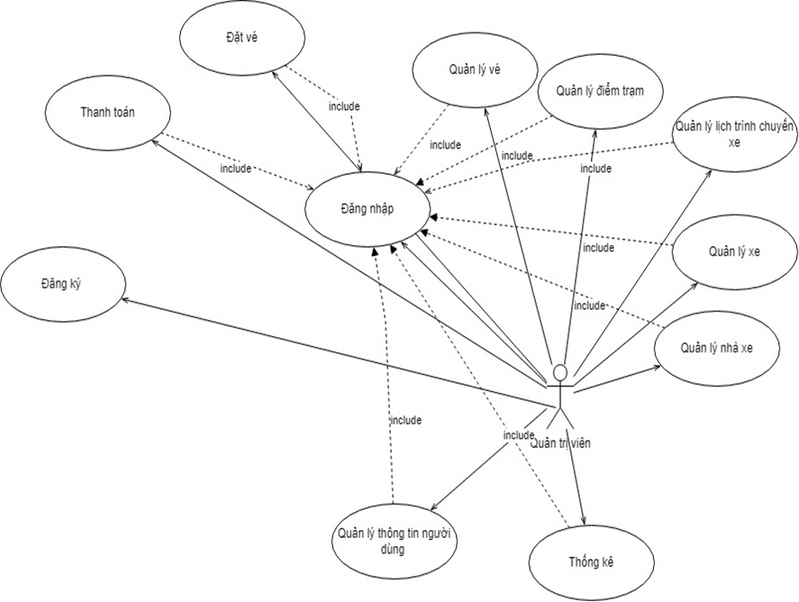 Đặt vé
Quản lý vé
Quản lý điểm trạm
Thanh toán
include
Quản lý lịch trình chuyến
xe
include
include
include
include
Đăng nhập
Quản lý xe
include
Đăng ký
include
Quản lý nhà xe
include
include
Quản trị viên
Quản lý thông tin người
dùng
Thống kê